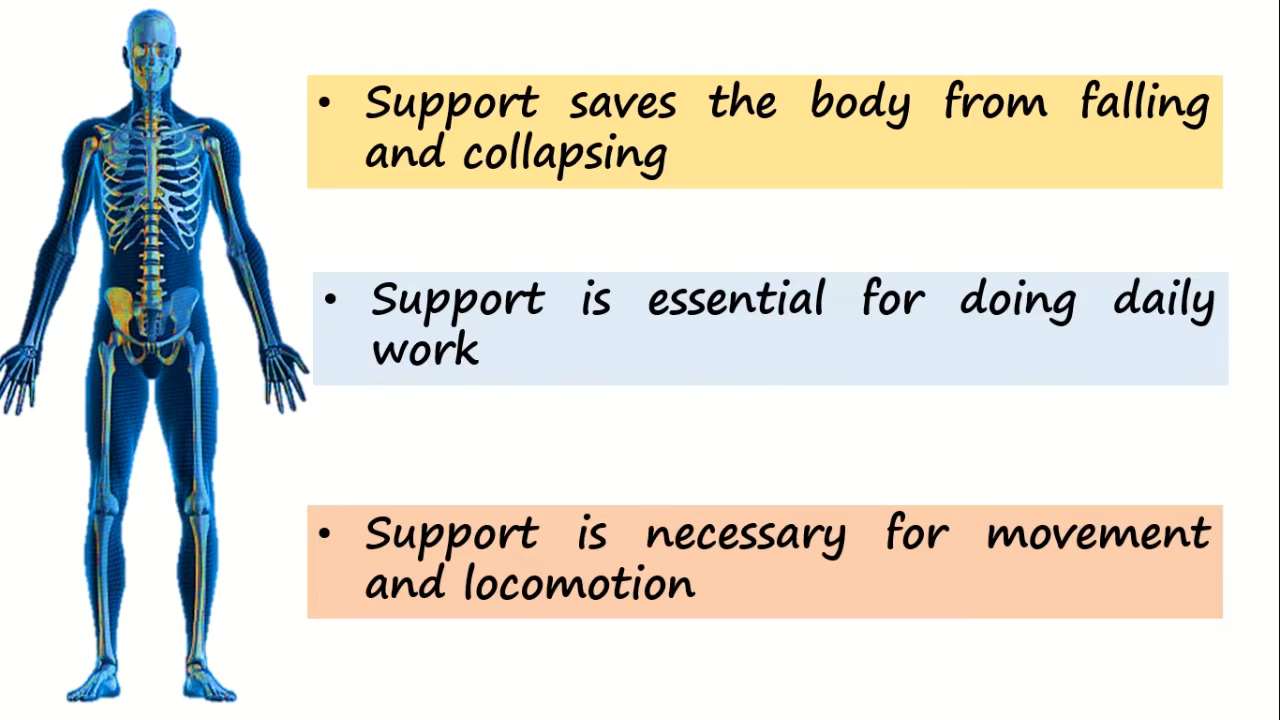 • Support saves the body from falling
and collapsing
• Support is essential for doing daily
work
• Support is necessary for movement
and locomotion